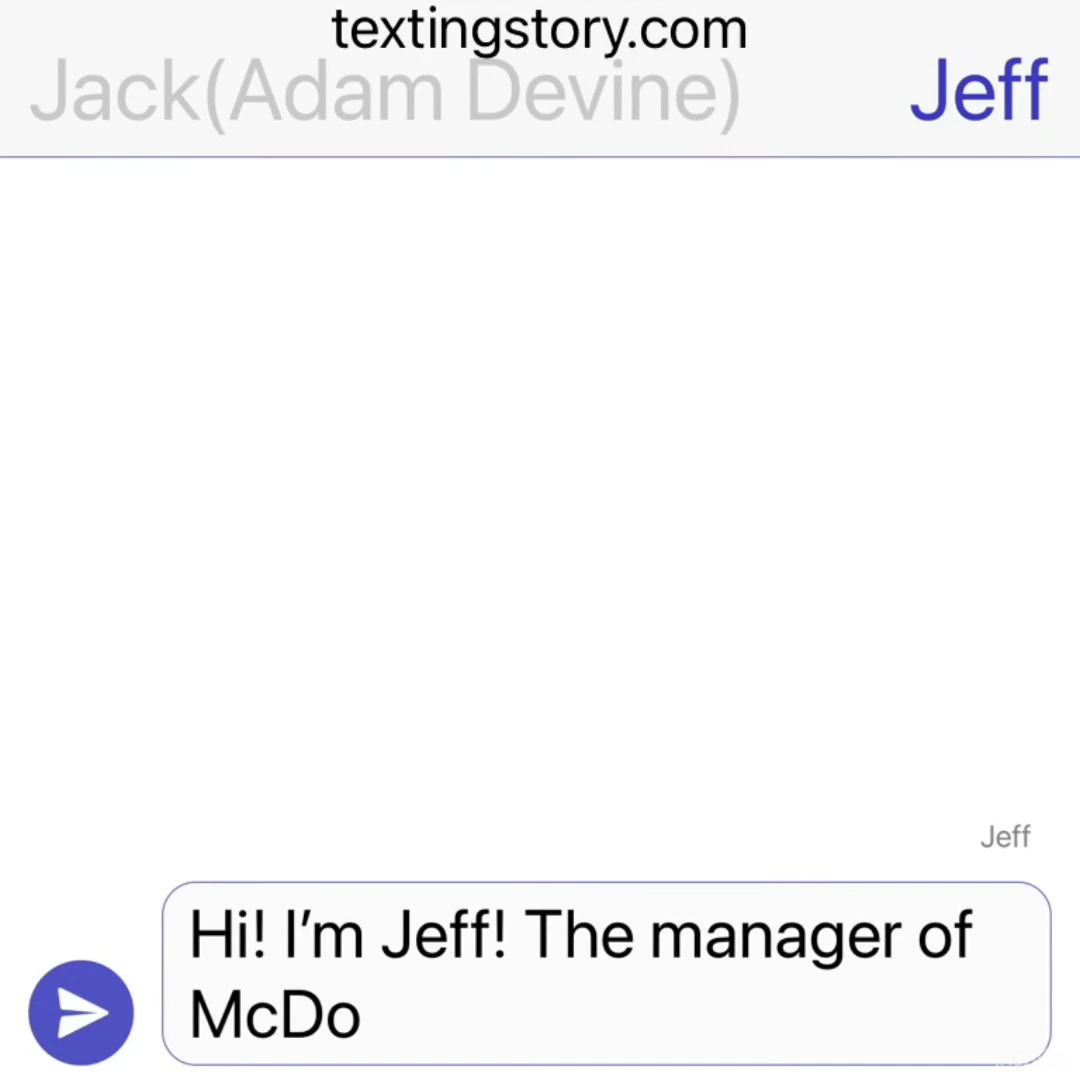 textingstory.com
Jack(Adam Devine) Jeff
Jeff
Hi! I’m Jeff! The manager of
McDo